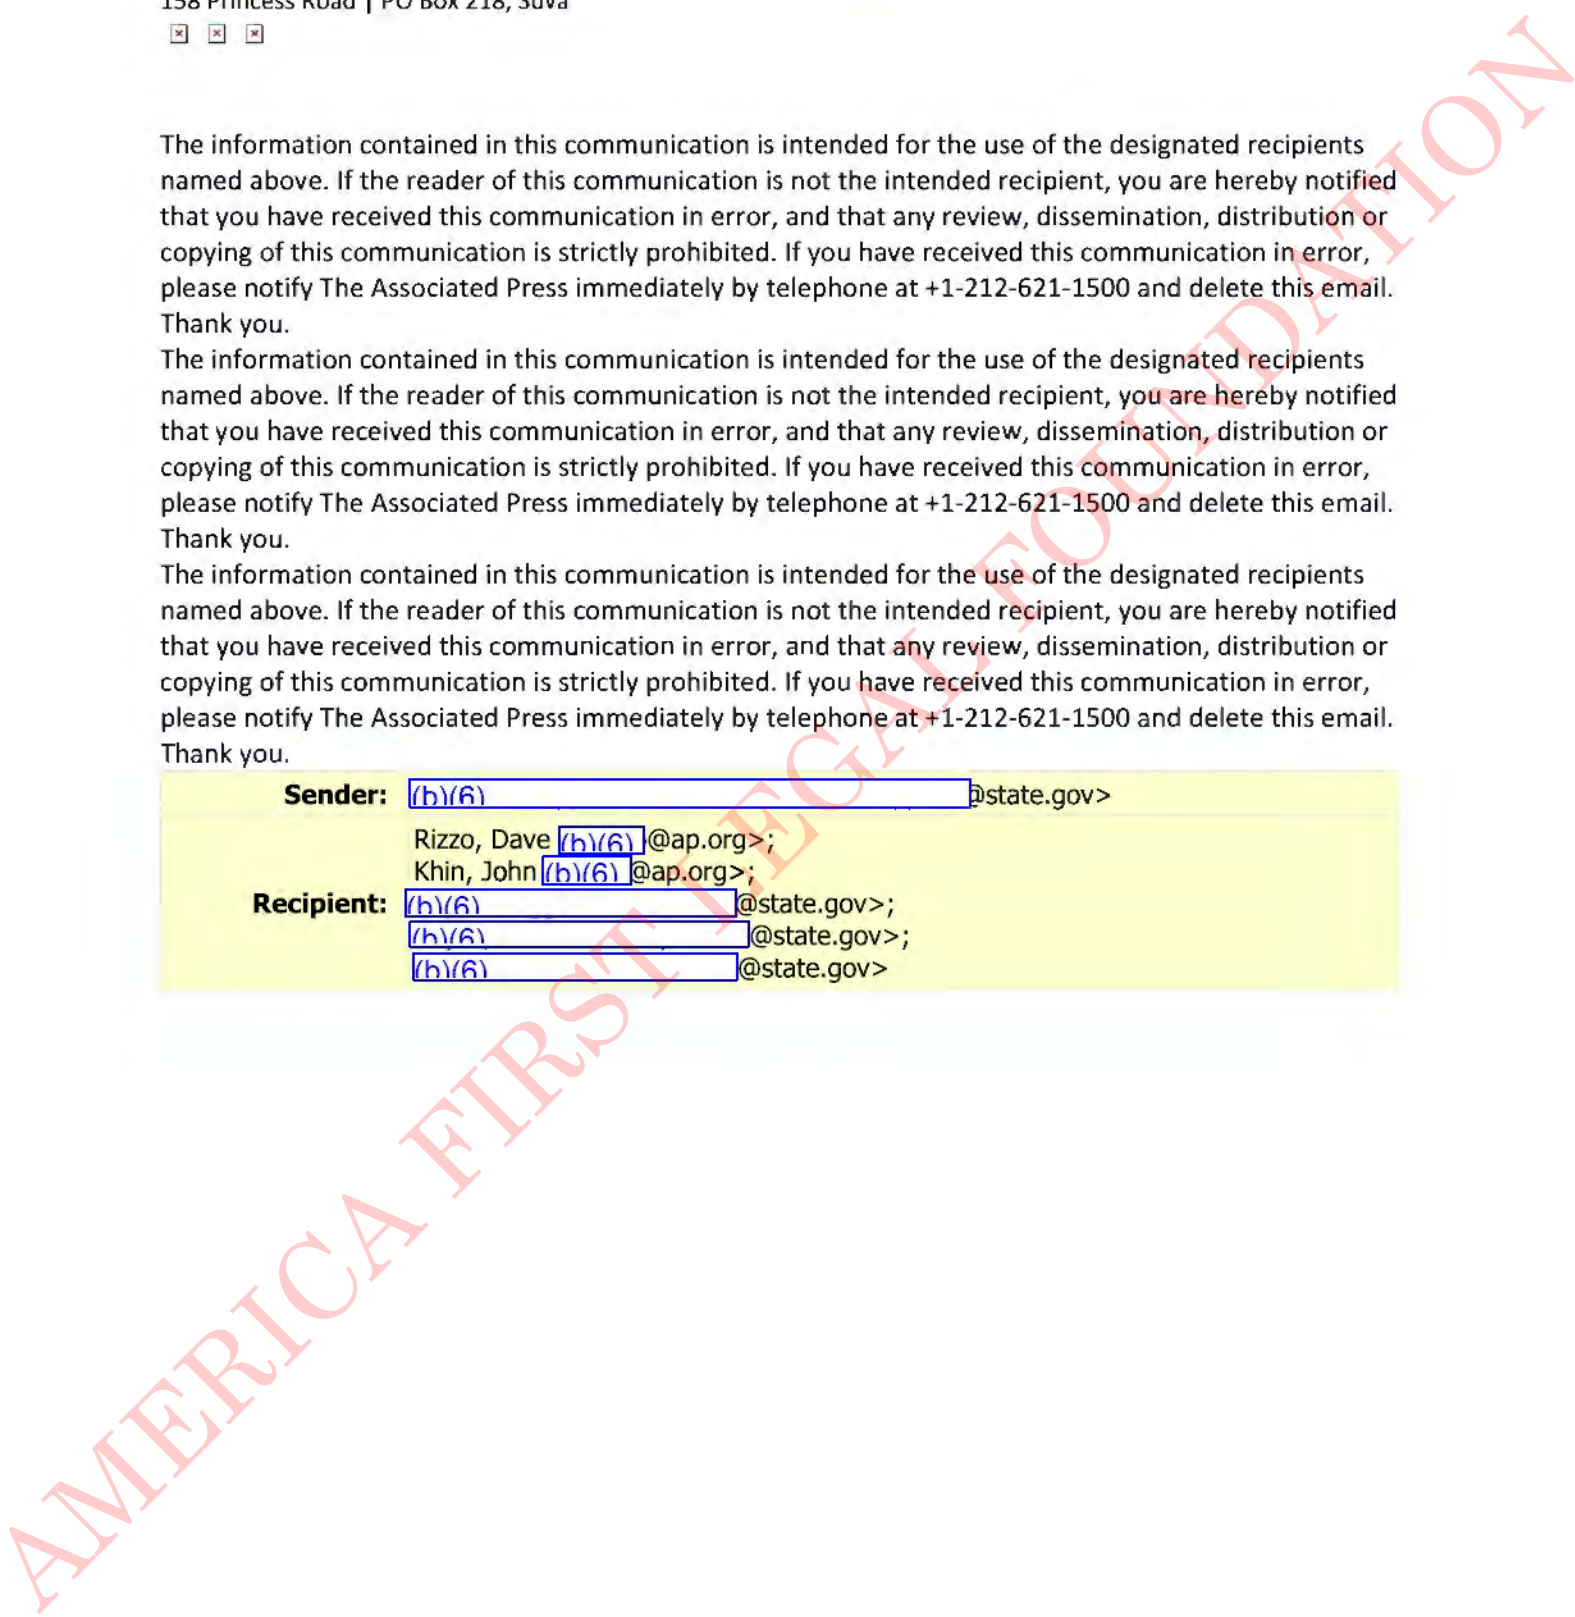 158 Princess Road | PO Box 218, Suva
The information contained in this communication is intended for the use of the designated recipients
named above. If the reader of this communication is not the intended recipient, you are hereby notified
that you have received this communication in error, and that any review, dissemination, distribution or
copying of this communication is strictly prohibited. If you have received this communication in error,
please notify The Associated Press immediately by telephone at +1-212-621-1500 and delete this email.
Thank you.
The information contained in this communication is intended for the use of the designated recipients
named above. If the reader of this communication is not the intended recipient, you are hereby notified
that you have received this communication in error, and that any review, dissemination, distribution or
copying of this communication is strictly prohibited. If you have received this communication in error,
please notify The Associated Press immediately by telephone at +1-212-621-1500 and delete this email.
Thank you.
The information contained in this communication is intended for the use of the designated recipients
named above. If the reader of this communication is not the intended recipient, you are hereby notified
that you have received this communication in error, and that any review, dissemination, distribution or
copying of this communication is strictly prohibited. If you have received this communication in error,
please notify The Associated Press immediately by telephone at +1-212-621-1500 and delete this email.
Thank you.
Sender: (b)(6) @state.gov>
Rizzo, Dave (b)(6) @ap.org>;
Khin, John (b)(6) @ap.org>;
Recipient: (b)(6) @state.gov>;
(b)(6) @state.gov>;
(b)(6) @state.gov>
AMERICA FIRST LEGAL FOUNDATION